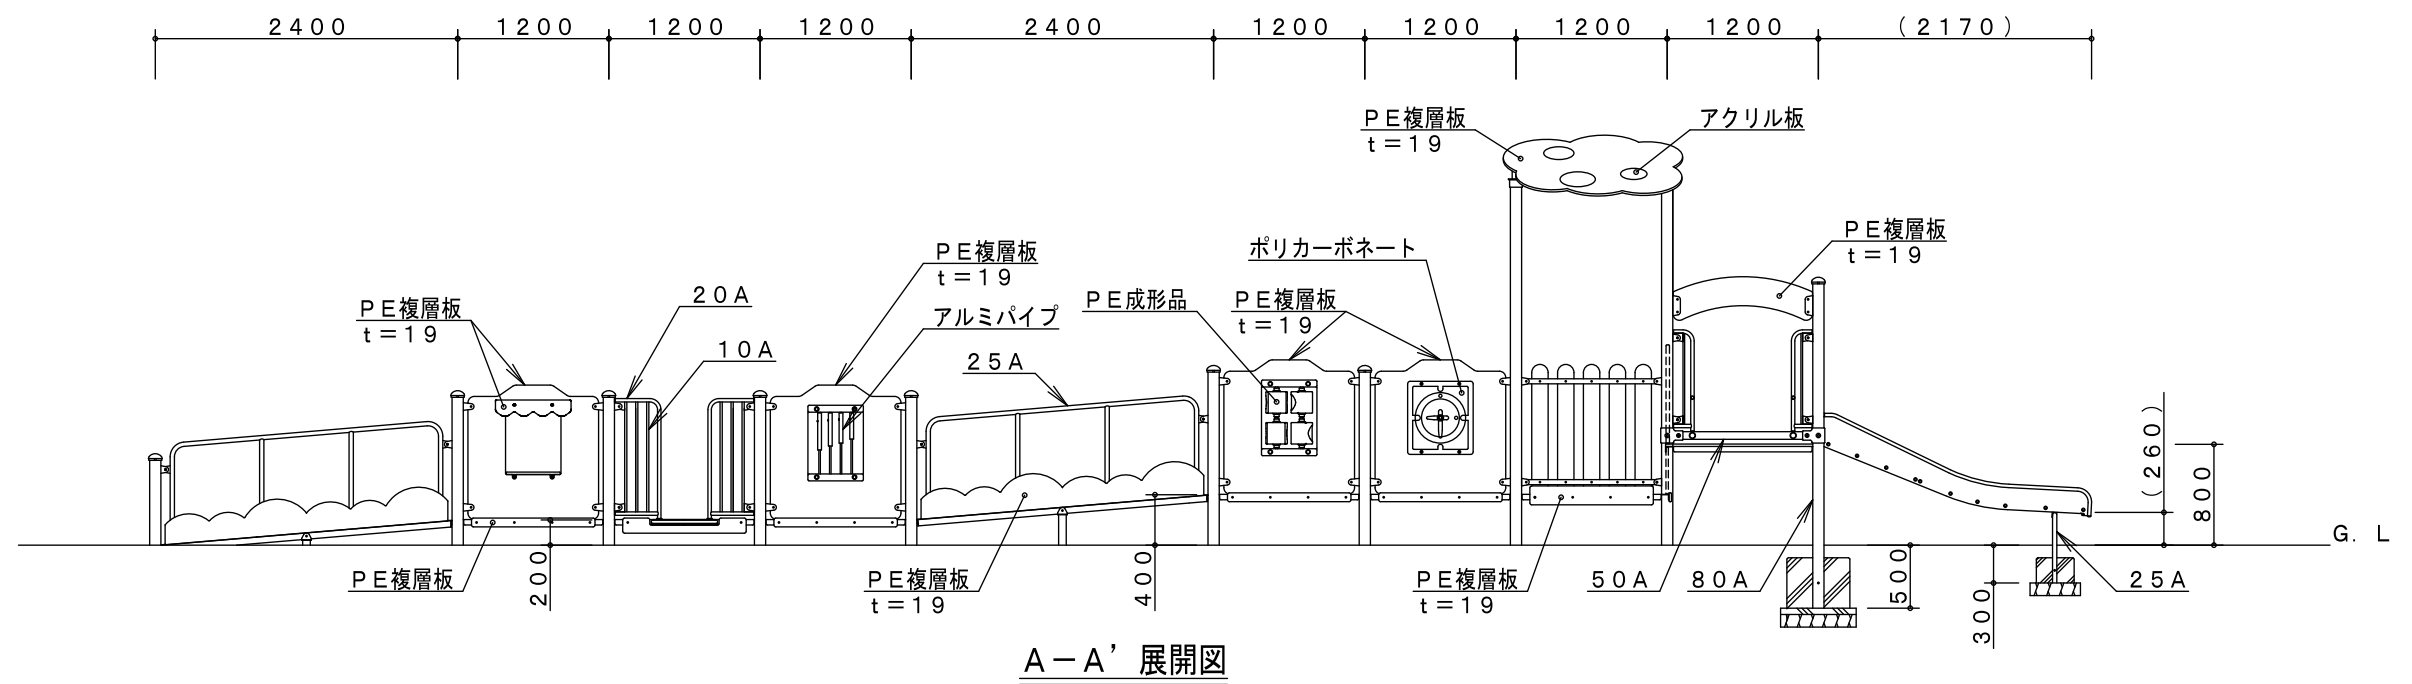 2400
1200
1200
1200
2400
1200
1200
1200
1200
(2170)
PE複層板
t=19
アクリル板
PE複層板
t=19
PE複層板
t=19
アルミパイプ
ポリカーボネート
PE成形品
PE複層板
t=19
PE複層板
t=19
20A
10A
25A
(260)
800
G.L
PE複層板
200
PE複層板
t=19
400
PE複層板
t=19
50A
80A
500
300
25A
A-A’展開図